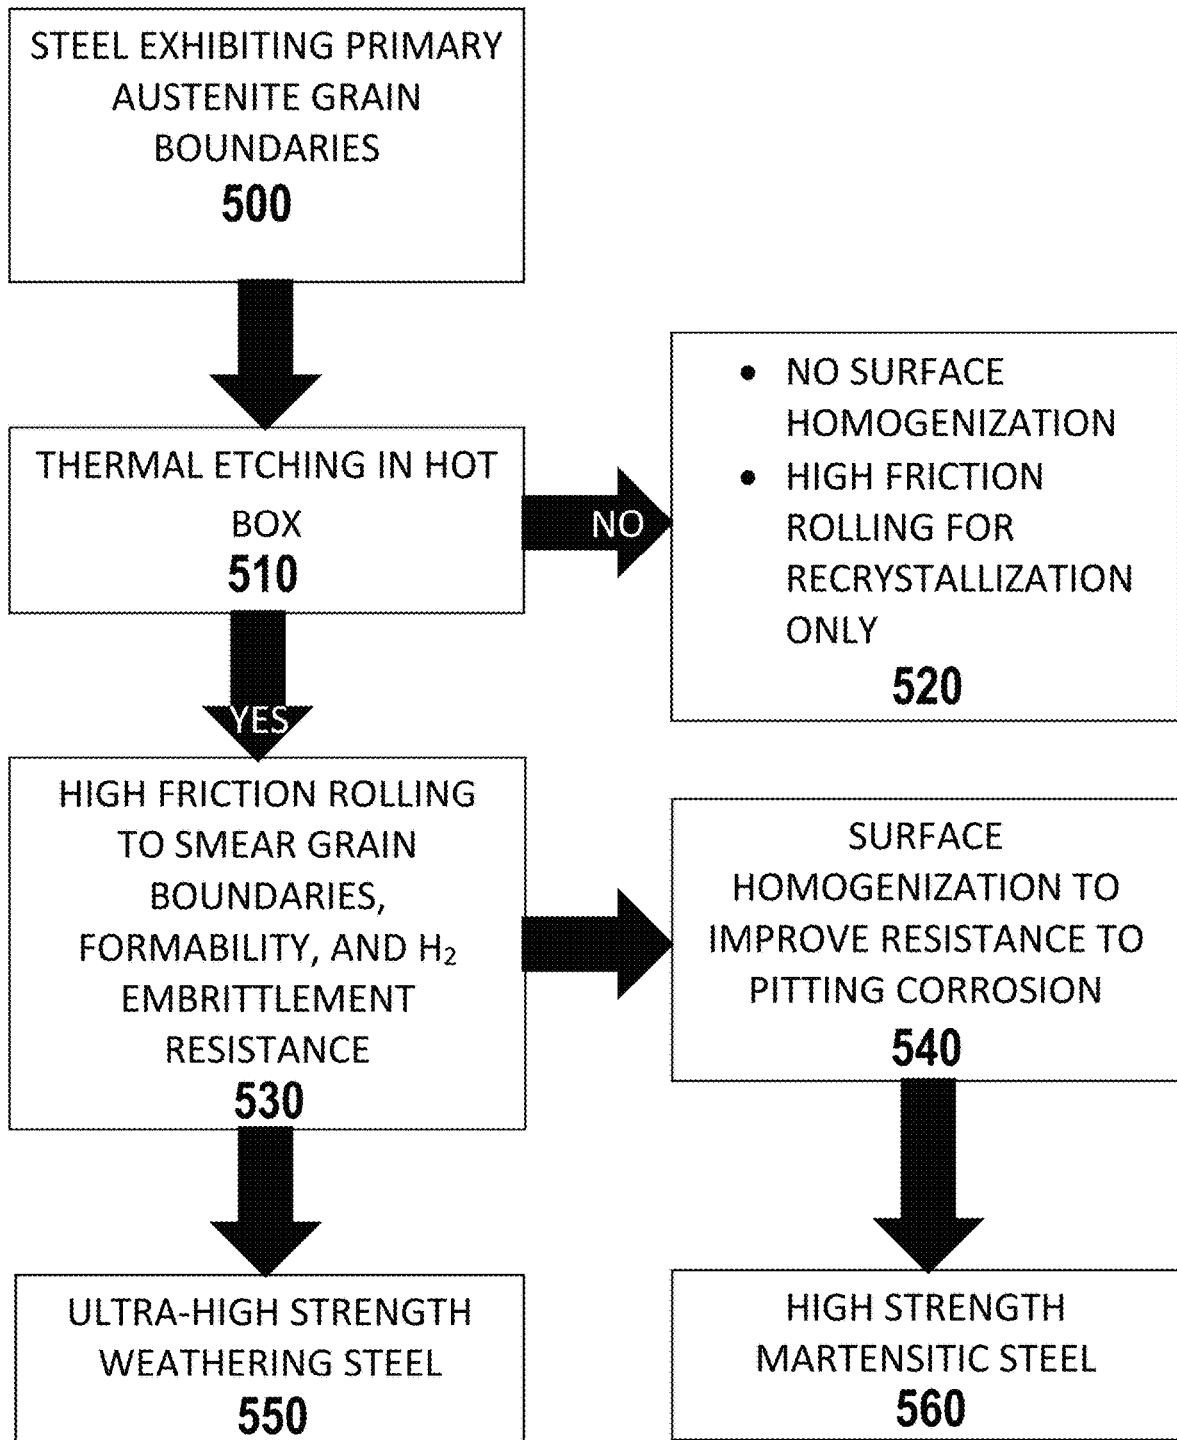 STEEL EXHIBITING PRIMARY
AUSTENITE GRAIN
BOUNDARIES
500
THERMAL ETCHING IN HOT
BOX
510
NO
• NO SURFACE
HOMOGENIZATION
• HIGH FRICTION
ROLLING FOR
RECRYSTALLIZATION
ONLY
520
YES
HIGH FRICTION ROLLING
TO SMEAR GRAIN
BOUNDARIES,
FORMABILITY, AND H₂
EMBRITTLEMENT
RESISTANCE
530
SURFACE
HOMOGENIZATION TO
IMPROVE RESISTANCE TO
PITTING CORROSION
540
ULTRA-HIGH STRENGTH
WEATHERING STEEL
550
HIGH STRENGTH
MARTENSITIC STEEL
560